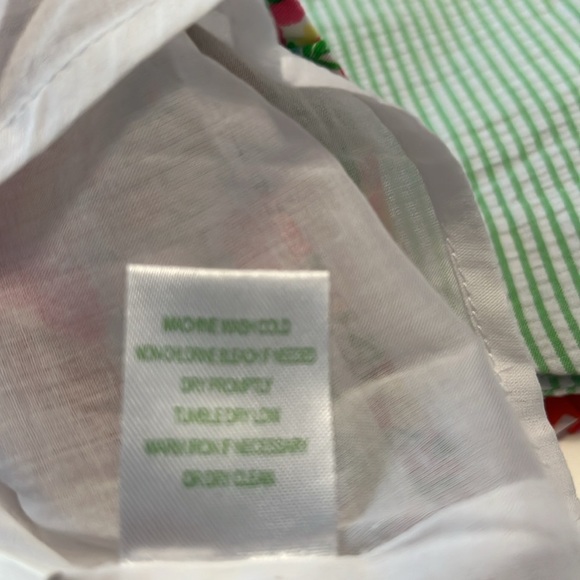 MACHINE WASH COLD
NON-CHLORINE BLEACH IF NEEDED
DRY PROMPTLY
TUMBLE DRY LOW
WARM IRON IF NECESSARY
OR DRY CLEAN